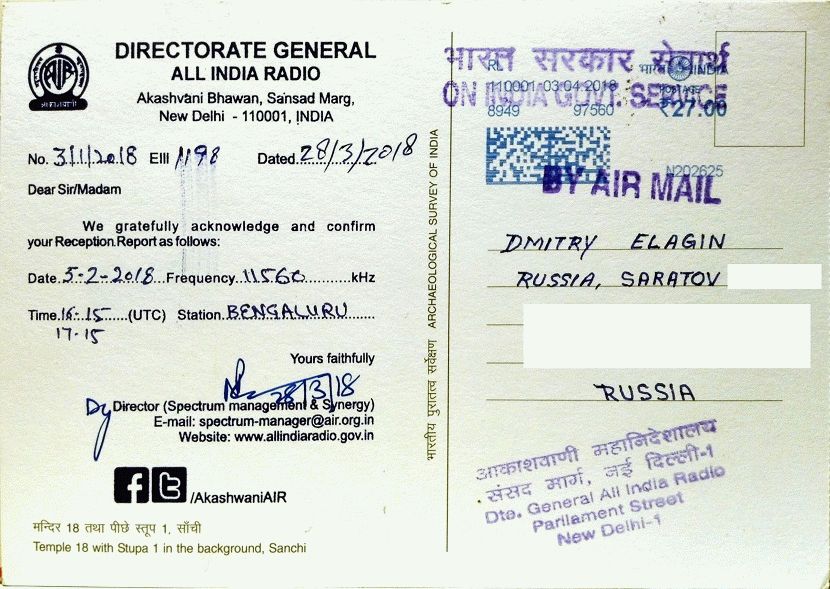 DIRECTORATE GENERAL
ALL INDIA RADIO
Akashvani Bhawan, Sansad Marg,
New Delhi - 110001, INDIA
No. 3/1/2018 EIII 1198 Dated. 28/3/2018
Dear Sir/Madam
We gratefully acknowledge and confirm
your Reception Report as follows:
Date 5-2-2018 Frequency 11560 kHz
Time 16-15 (UTC) Station BENGALURU
17-15
Yours faithfully
28/3/18
Dy Director (Spectrum management & Synergy)
E-mail: spectrum-manager@air.org.in
Website: www.allindiaradio.gov.in
/AkashwaniAIR
मन्दिर 18 तथा पीछे स्तूप 1, साँची
Temple 18 with Stupa 1 in the background, Sanchi
भारतीय पुरातत्व सर्वेक्षण ARCHAEOLOGICAL SURVEY OF INDIA
भारत सरकार सेवार्थ
ON INDIA GOVT. SERVICE
RL भारत INDIA
110001-03-04-2018 POSTAGE
8949 97560 ₹27.00
N202625
BY AIR MAIL
DMITRY ELAGIN
RUSSIA, SARATOV
RUSSIA
आकाशवाणी महानिदेशालय
संसद मार्ग, नई दिल्ली-1
Dte. General All India Radio
Parliament Street
New Delhi-1